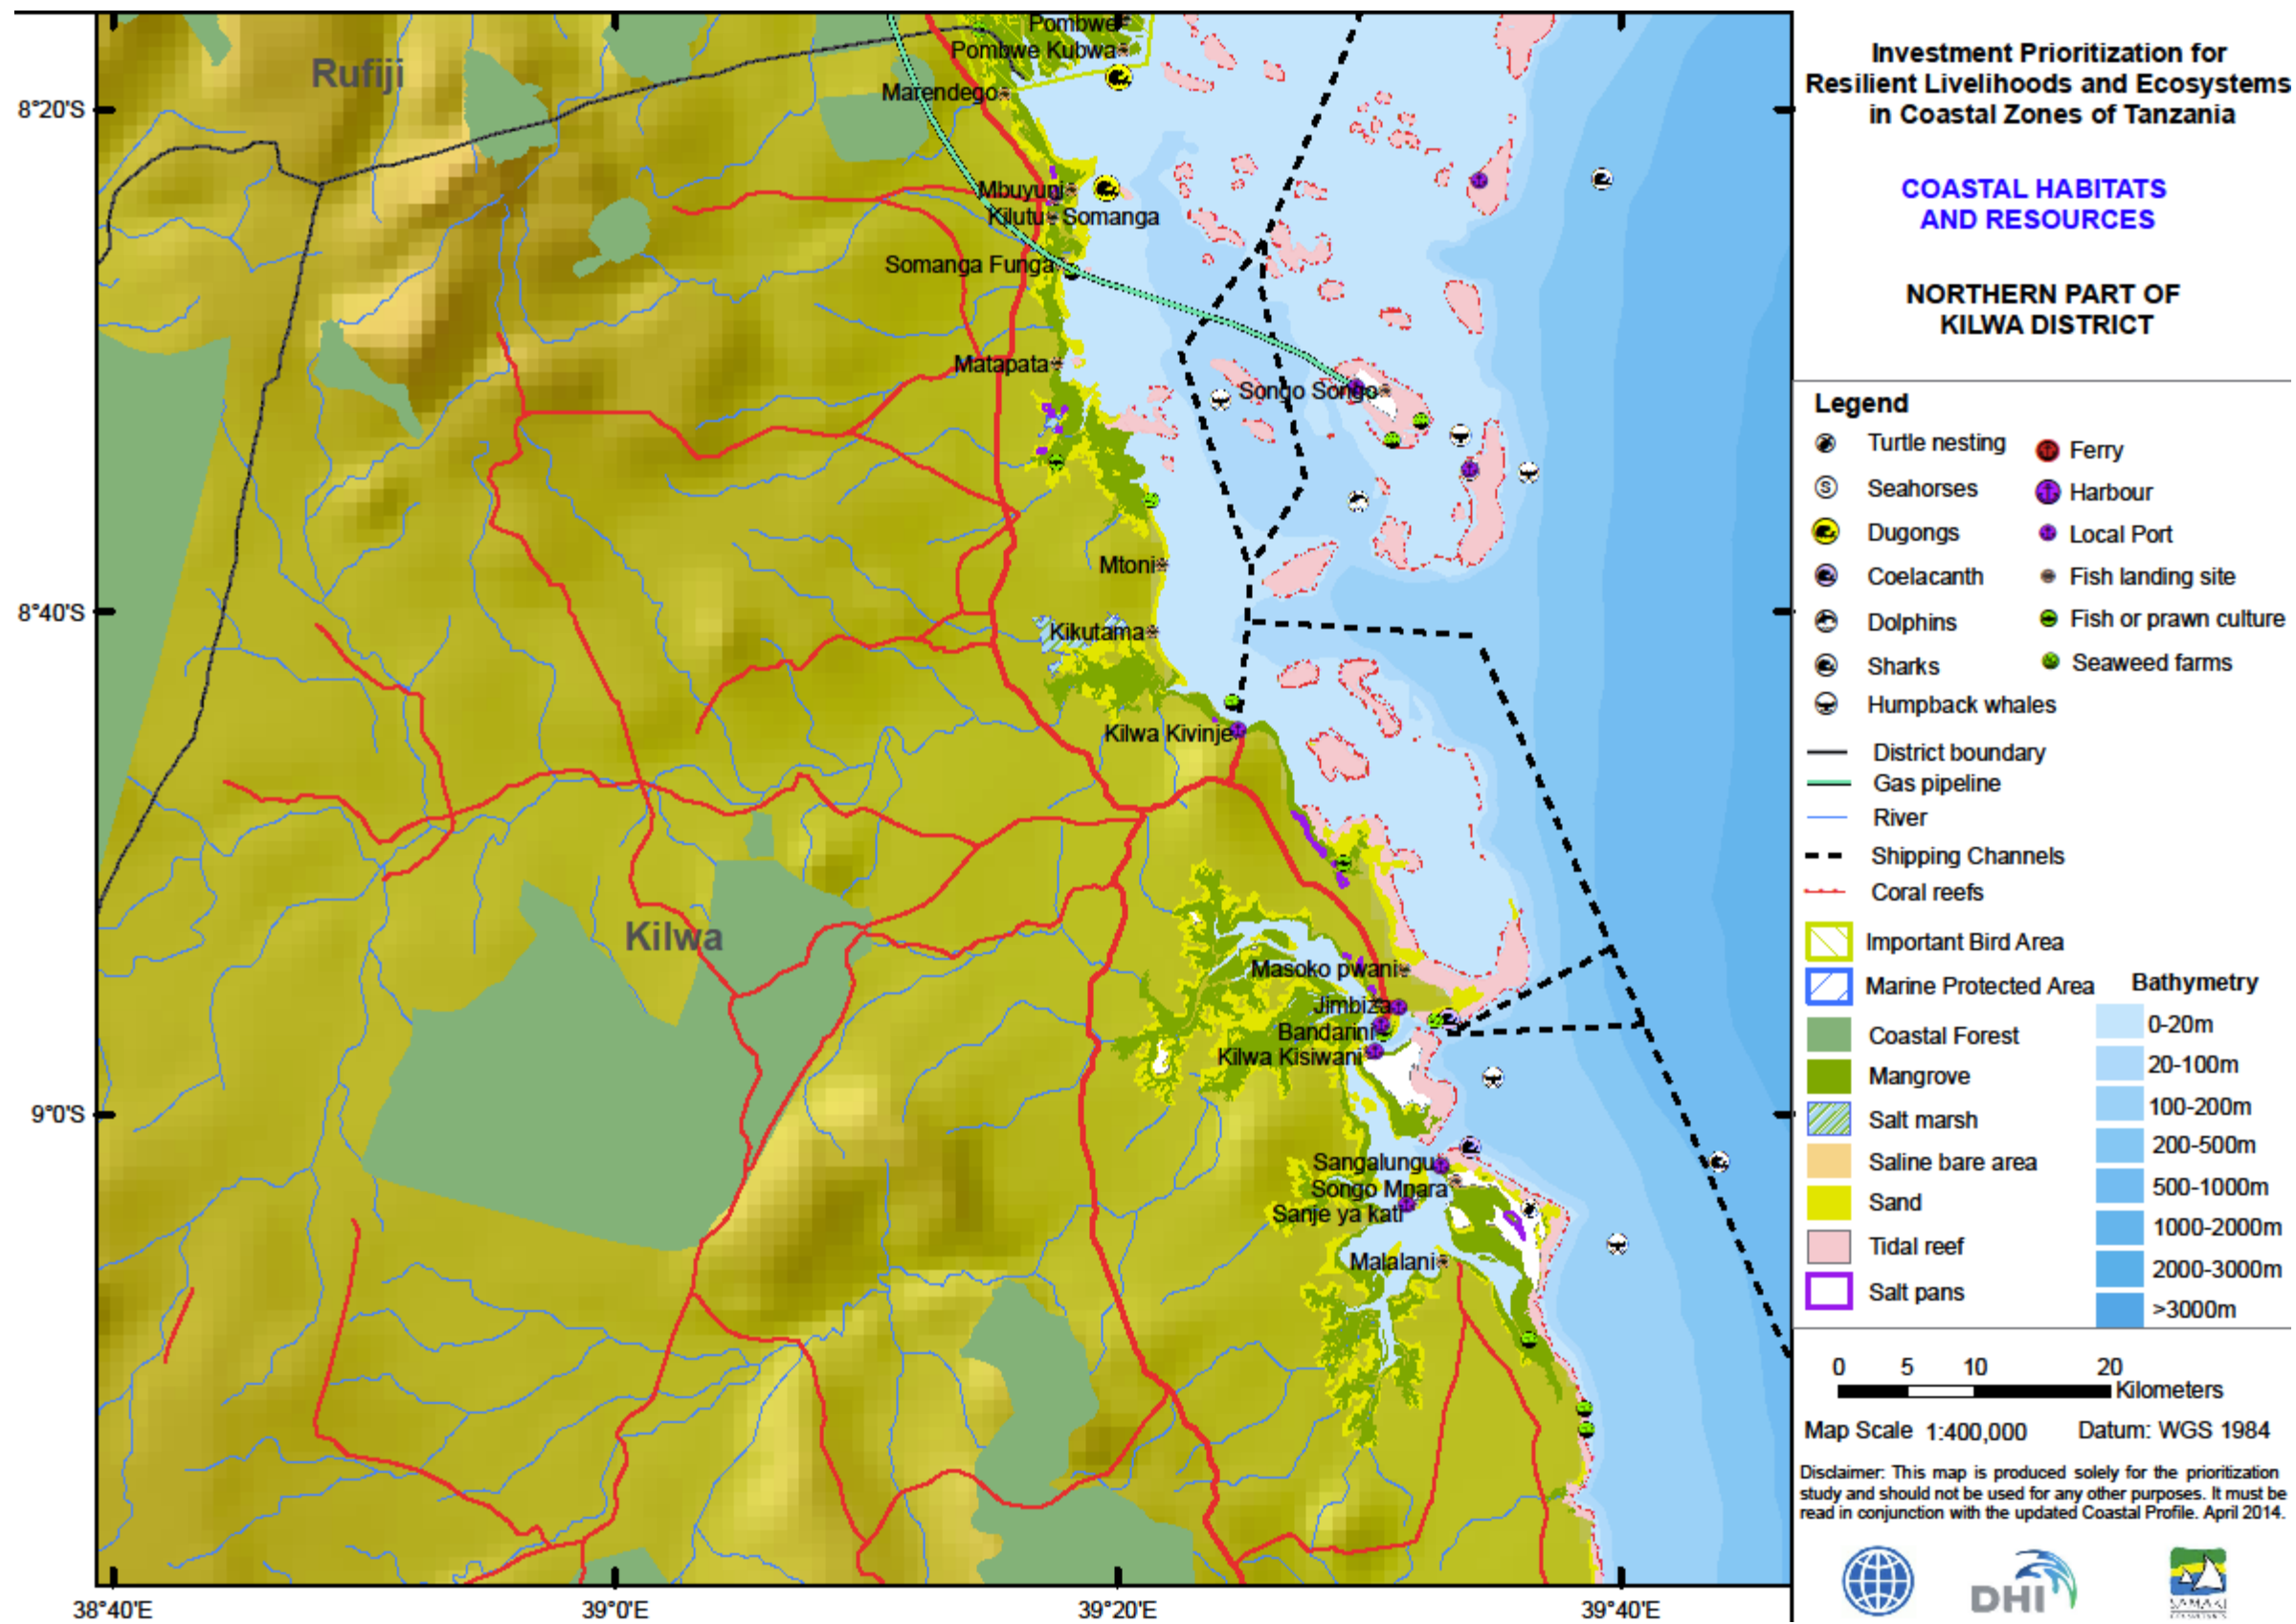 Investment Prioritization for
Resilient Livelihoods and Ecosystems
in Coastal Zones of Tanzania
COASTAL HABITATS
AND RESOURCES
NORTHERN PART OF
KILWA DISTRICT
Legend
Turtle nesting
Seahorses
S
Dugongs
Coelacanth
Dolphins
Sharks
Humpback whales
Ferry
Harbour
Local Port
Fish landing site
Fish or prawn culture
Seaweed farms
District boundary
Gas pipeline
River
Shipping Channels
Coral reefs
Important Bird Area
Marine Protected Area
Coastal Forest
Mangrove
Salt marsh
Saline bare area
Sand
Tidal reef
Salt pans
Bathymetry
0-20m
20-100m
100-200m
200-500m
500-1000m
1000-2000m
2000-3000m
>3000m
0 5 10 20
Kilometers
Map Scale 1:400,000 Datum: WGS 1984
Disclaimer: This map is produced solely for the prioritization
study and should not be used for any other purposes. It must be
read in conjunction with the updated Coastal Profile. April 2014.
DHI
SAMAKI
8°20'S
8°40'S
9°0'S
38°40'E
39°0'E
39°20'E
39°40'E
Rufiji
Kilwa
Pombwe
Pombwe Kubwa
Marendego
Mbuyuni
Kilutu Somanga
Somanga Funga
Matapata
Songo Songo
Mtoni
Kikutama
Kilwa Kivinje
Masoko pwani
Jimbiza
Bandarini
Kilwa Kisiwani
Sangalungu
Songo Mnara
Sanje ya kati
Malalani